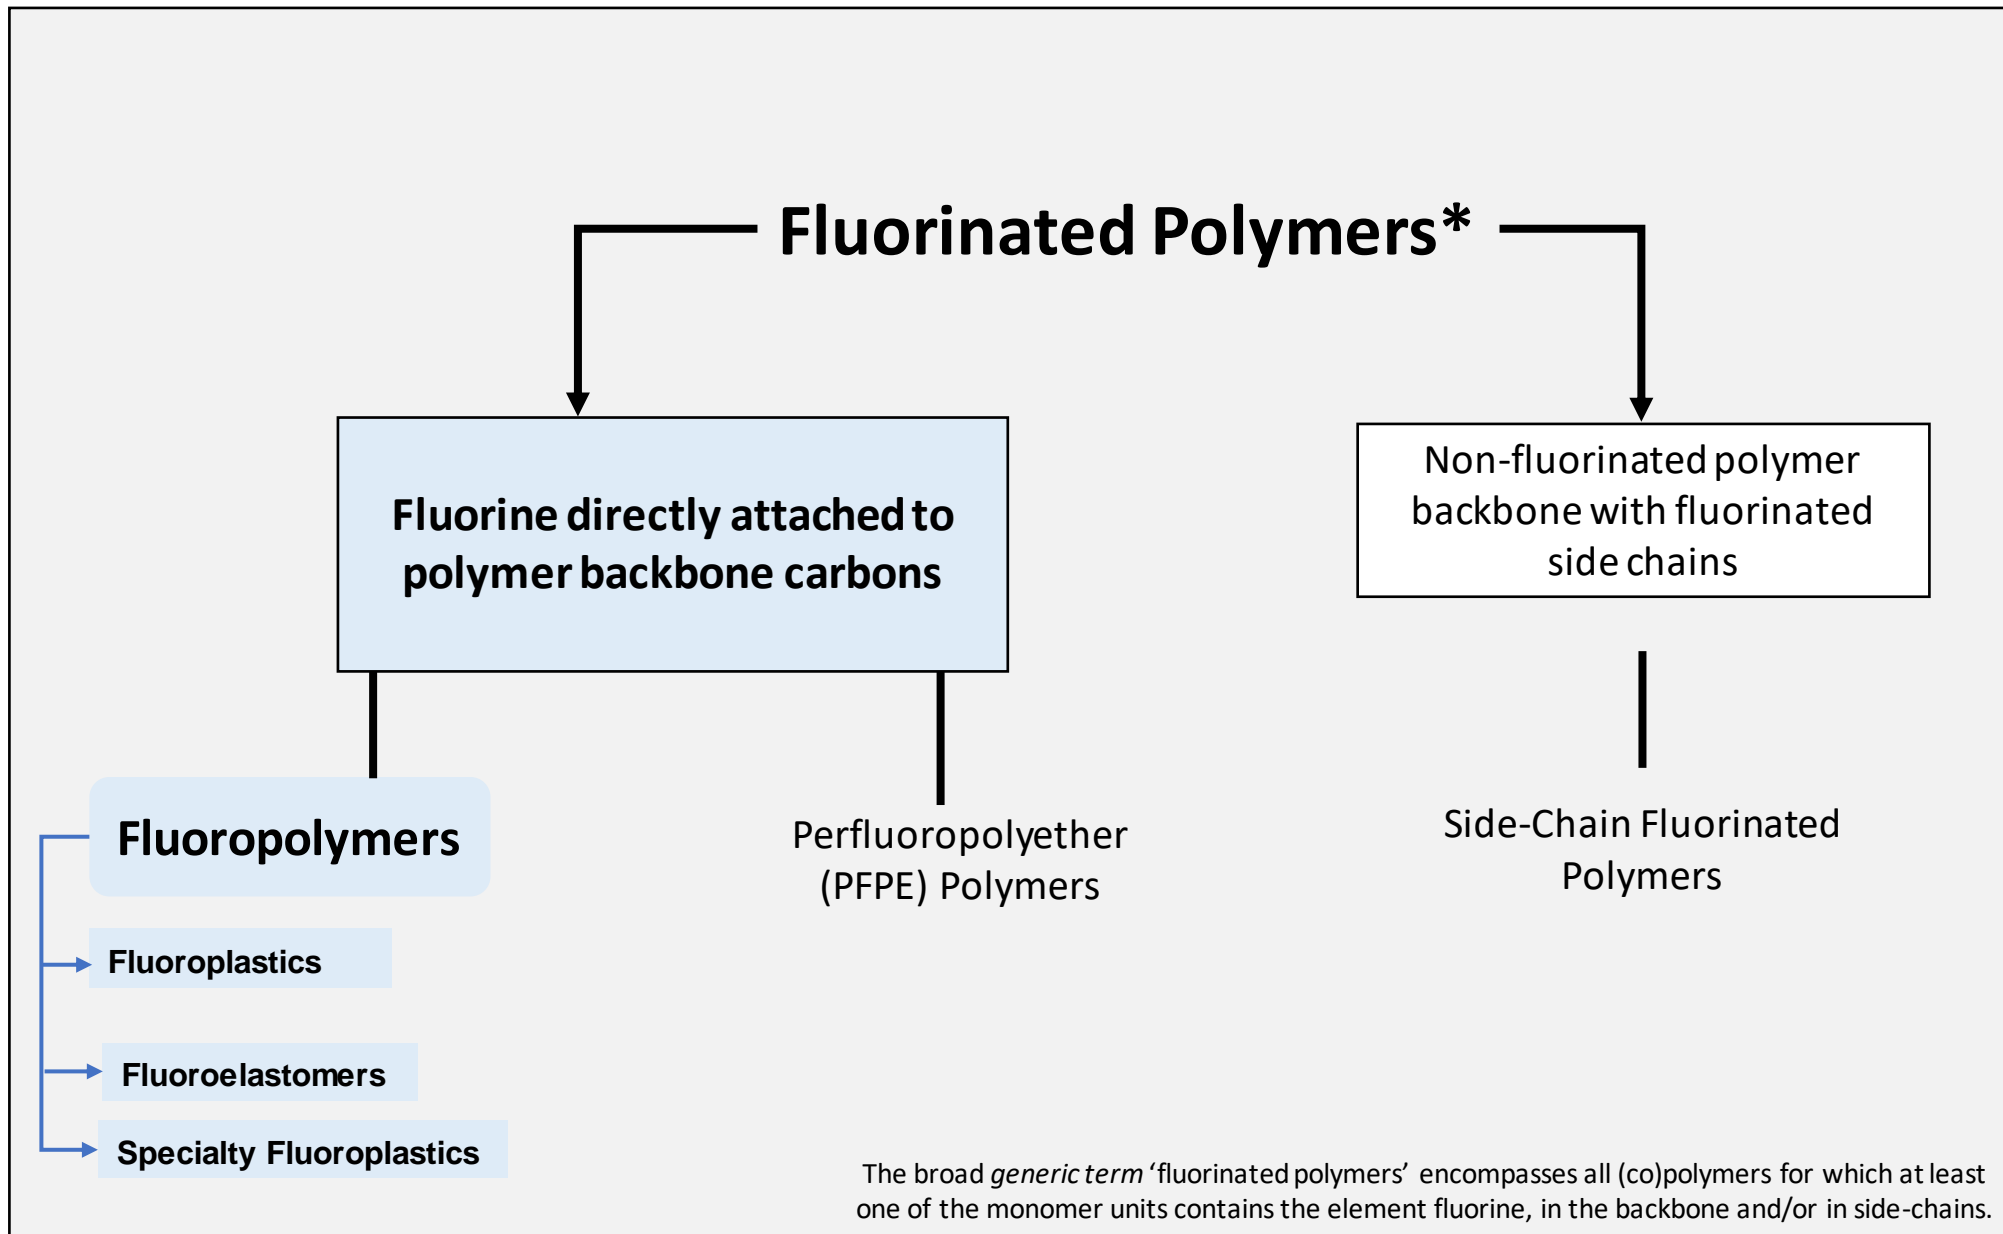 Fluorinated Polymers*
Fluorine directly attached to
polymer backbone carbons
Non-fluorinated polymer
backbone with fluorinated
side chains
Fluoropolymers
Perfluoropolyether
(PFPE) Polymers
Side-Chain Fluorinated
Polymers
Fluoroplastics
Fluoroelastomers
Specialty Fluoroplastics
The broad generic term ‘fluorinated polymers’ encompasses all (co)polymers for which at least
one of the monomer units contains the element fluorine, in the backbone and/or in side-chains.